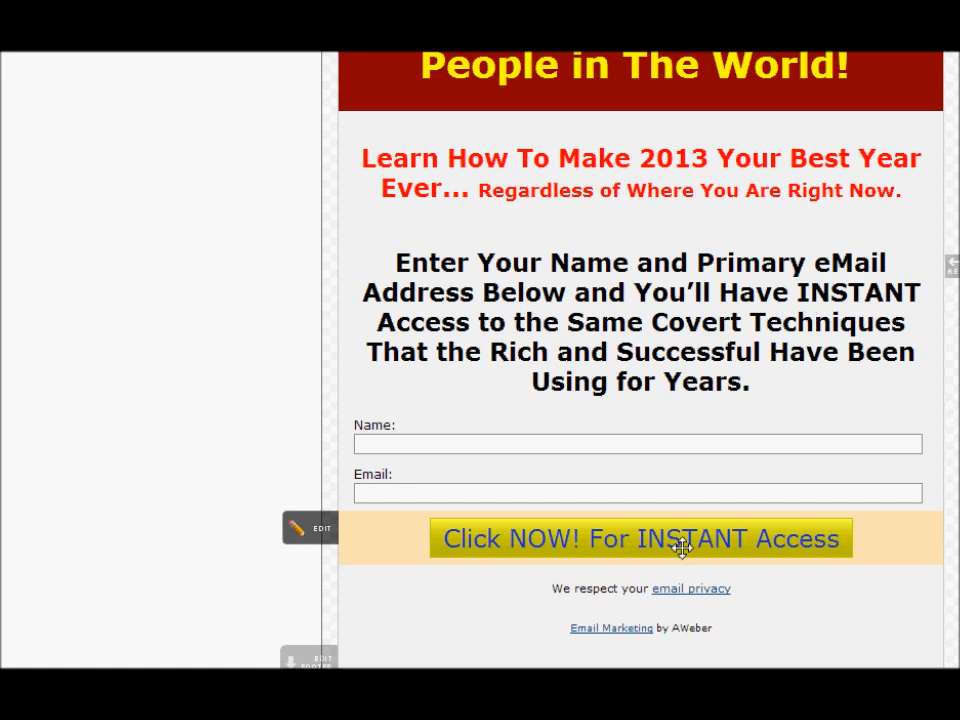 People in The World!
Learn How To Make 2013 Your Best Year
Ever... Regardless of Where You Are Right Now.
Enter Your Name and Primary eMail
Address Below and You’ll Have INSTANT
Access to the Same Covert Techniques
That the Rich and Successful Have Been
Using for Years.
Name:
Email:
EDIT
Click NOW! For INSTANT Access
We respect your email privacy
Email Marketing by AWeber
EDIT
FOOTER